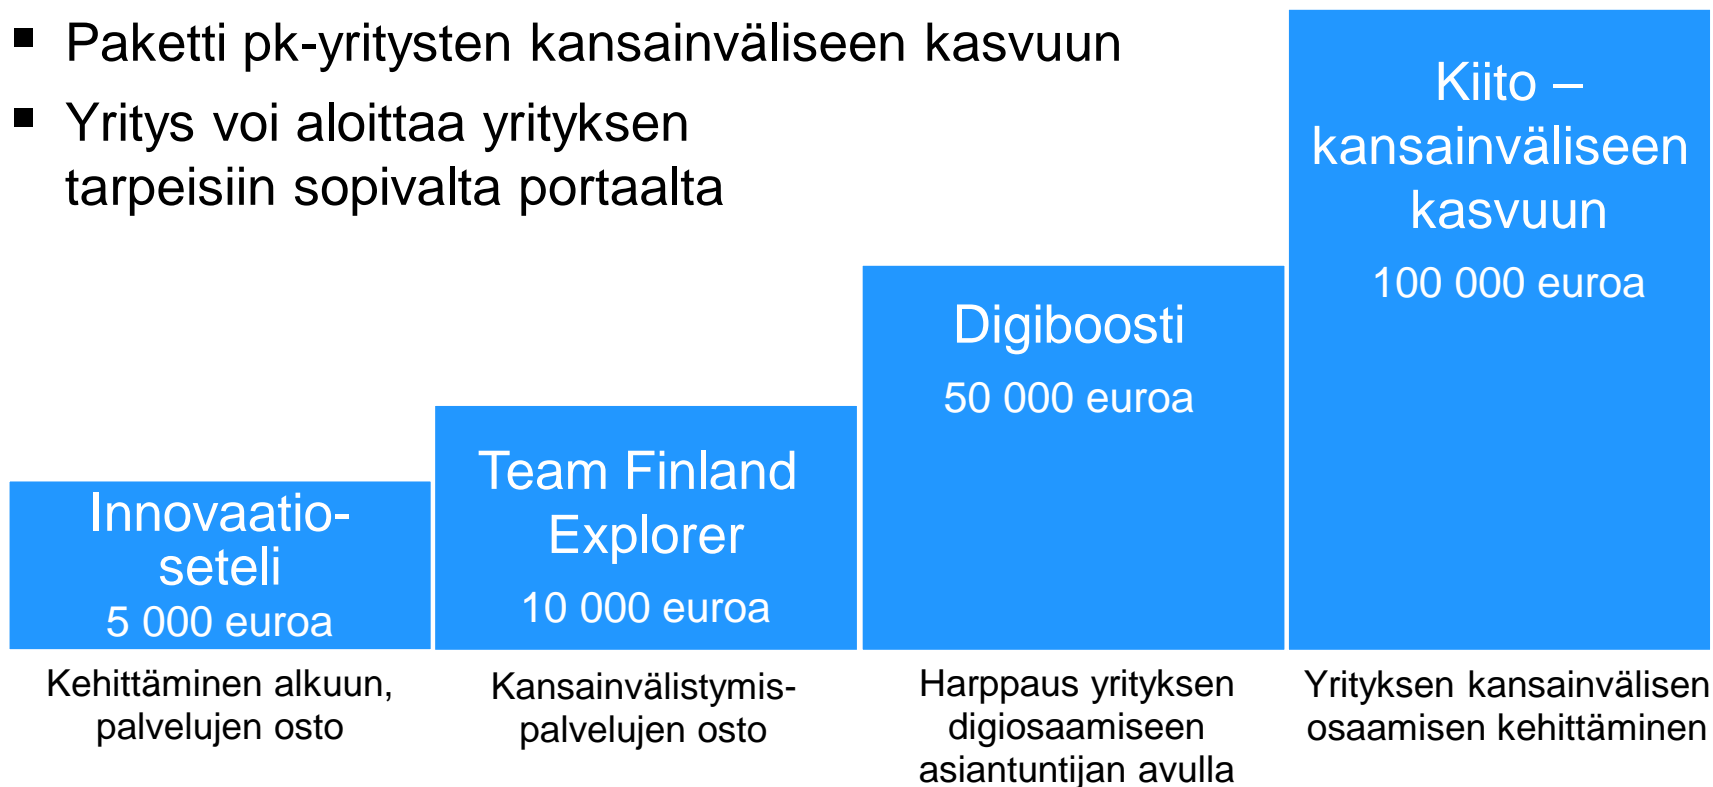 ▪ Paketti pk-yritysten kansainväliseen kasvuun
▪ Yritys voi aloittaa yrityksen
tarpeisiin sopivalta portaalta
Innovaatio-
seteli
5 000 euroa
Kehittäminen alkuun,
palvelujen osto
Team Finland
Explorer
10 000 euroa
Kansainvälistymis-
palvelujen osto
Digiboosti
50 000 euroa
Harppaus yrityksen
digiosaamiseen
asiantuntijan avulla
Kiito –
kansainväliseen
kasvuun
100 000 euroa
Yrityksen kansainvälisen
osaamisen kehittäminen